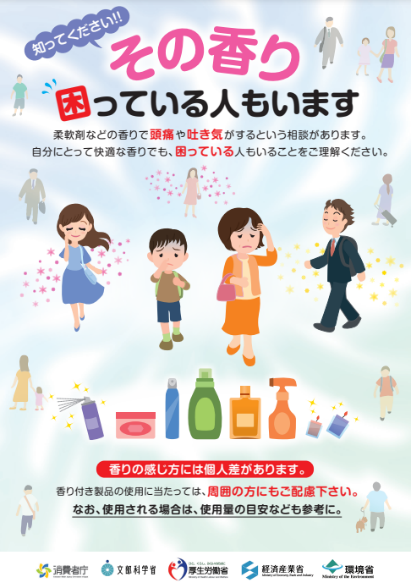 知ってください!!
その香り
困っている人もいます
柔軟剤などの香りで頭痛や吐き気がするという相談があります。
自分にとって快適な香りでも、困っている人もいることをご理解ください。
香りの感じ方には個人差があります。
香り付き製品の使用に当たっては、周囲の方にもご配慮下さい。
なお、使用される場合は、使用量の目安なども参考に。
消費者庁
文部科学省
厚生労働省
経済産業省
環境省
Ministry of the Environment